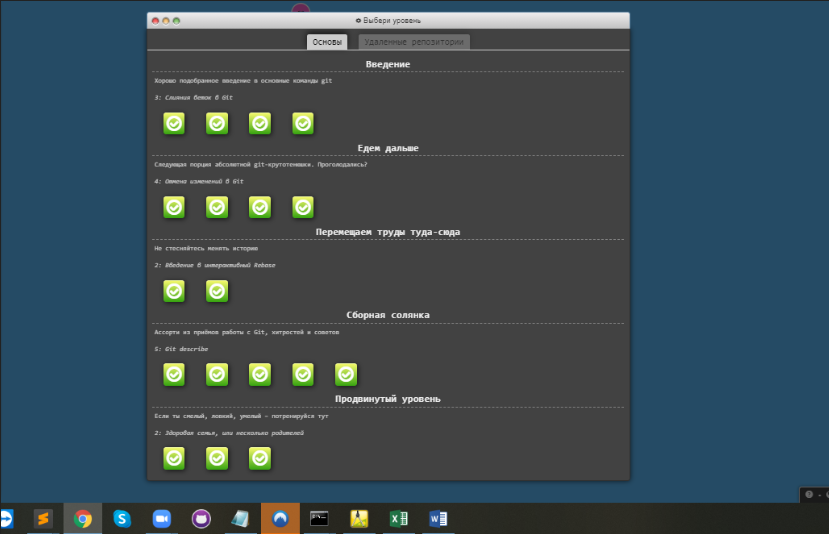 Выбери уровень
Основы
Удаленные репозитории
Введение
Хорошо подобранное введение в основные команды git
3: Слияния веток в Git
Едем дальше
Следующая порция абсолютной git-крутотенюшки. Проголодались?
4: Отмена изменений в Git
Перемещаем труды туда-сюда
Не стесняйтесь менять историю
2: Введение в интерактивный Rebase
Сборная солянка
Ассорти из приёмов работы с Git, хитростей и советов
5: Git describe
Продвинутый уровень
Если ты смелый, ловкий, умелый – потренируйся тут
2: Здоровая семья, или несколько родителей